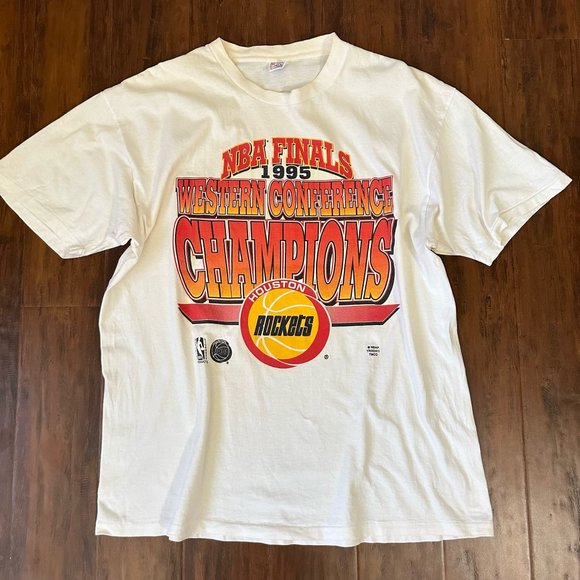 NBA FINALS
1995
WESTERN CONFERENCE
CHAMPIONS
HOUSTON
ROCKETS
®